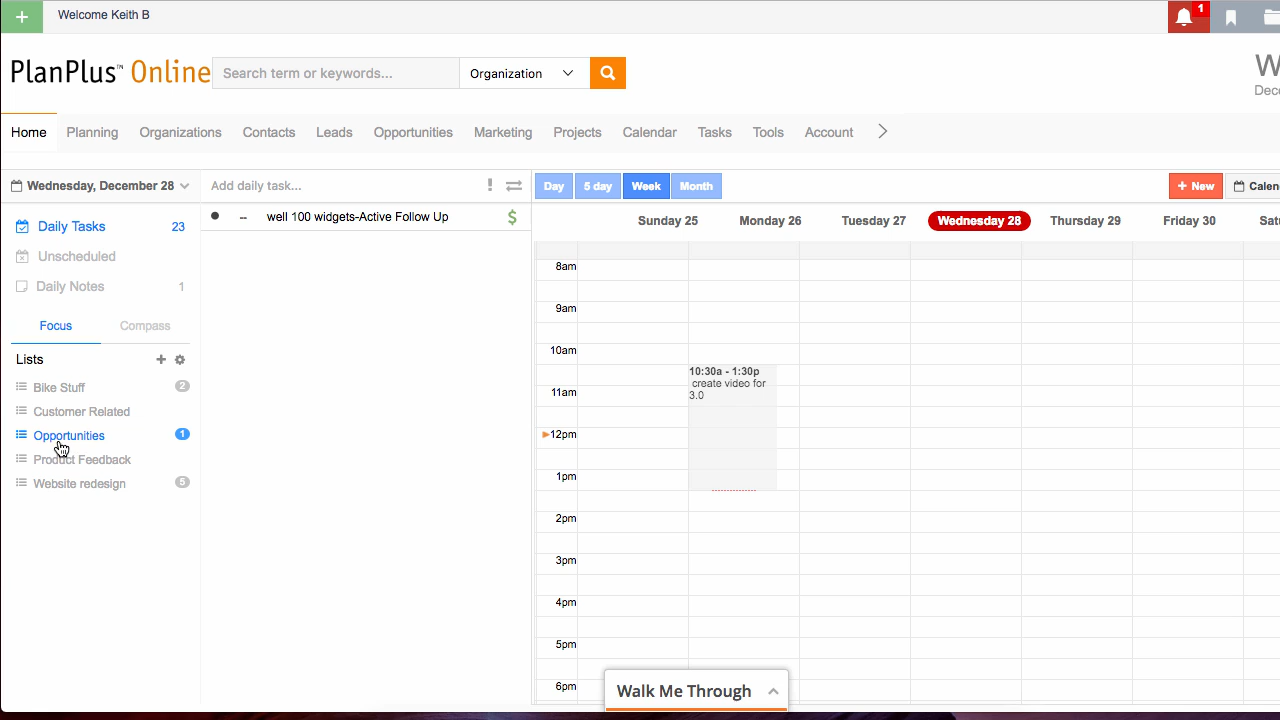 Welcome Keith B
1
PlanPlus™ Online
Search term or keywords...
Organization
W
Dece
Home
Planning
Organizations
Contacts
Leads
Opportunities
Marketing
Projects
Calendar
Tasks
Tools
Account
Wednesday, December 28
Add daily task...
!
Day
5 day
Week
Month
+ New
Calen
Daily Tasks 23
Unscheduled
Daily Notes 1
Focus
Compass
Lists
Bike Stuff 2
Customer Related
Opportunities 1
Product Feedback
Website redesign 5
-- well 100 widgets-Active Follow Up $
Sunday 25
Monday 26
Tuesday 27
Wednesday 28
Thursday 29
Friday 30
Sat
8am
9am
10am
10:30a - 1:30p
create video for
3.0
11am
12pm
1pm
2pm
3pm
4pm
5pm
6pm
Walk Me Through